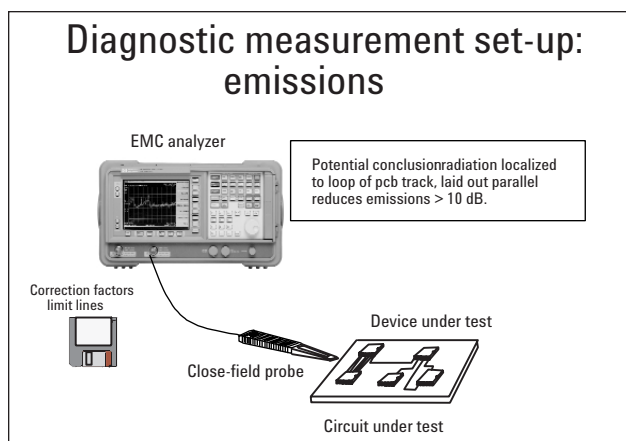 Diagnostic measurement set-up:
emissions
EMC analyzer
Potential conclusionradiation localized
to loop of pcb track, laid out parallel
reduces emissions > 10 dB.
Correction factors
limit lines
Device under test
Close-field probe
Circuit under test